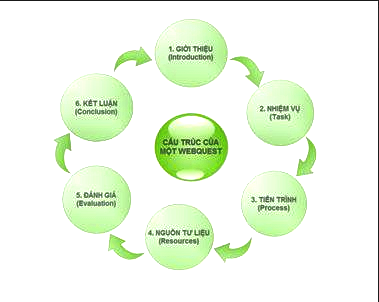 1. GIỚI THIỆU
(Introduction)
2. NHIỆM VỤ
(Task)
3. TIẾN TRÌNH
(Process)
4. NGUỒN TƯ LIỆU
(Resources)
5. ĐÁNH GIÁ
(Evaluation)
6. KẾT LUẬN
(Conclusion)
CẤU TRÚC CỦA
MỘT WEBQUEST